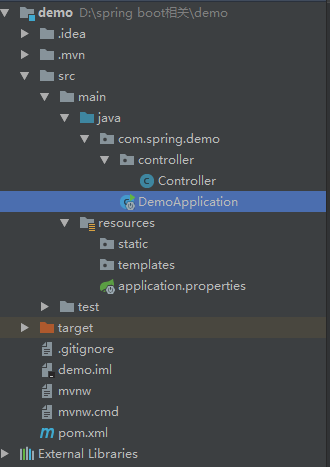 demo D:\spring boot相关\demo
.idea
.mvn
src
main
java
com.spring.demo
controller
Controller
DemoApplication
resources
static
templates
application.properties
test
target
.gitignore
demo.iml
mvnw
mvnw.cmd
pom.xml
External Libraries